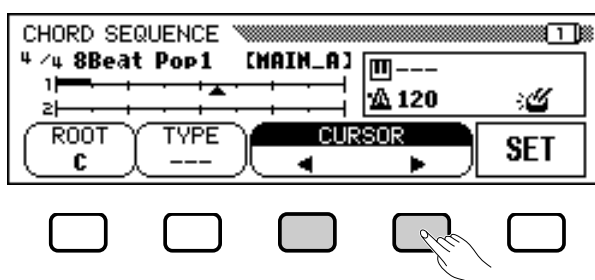 CHORD SEQUENCE 1
4/4 8Beat Pop1 [MAIN_A] ---
1
120
2
ROOT TYPE CURSOR SET
C --- ◄ ►